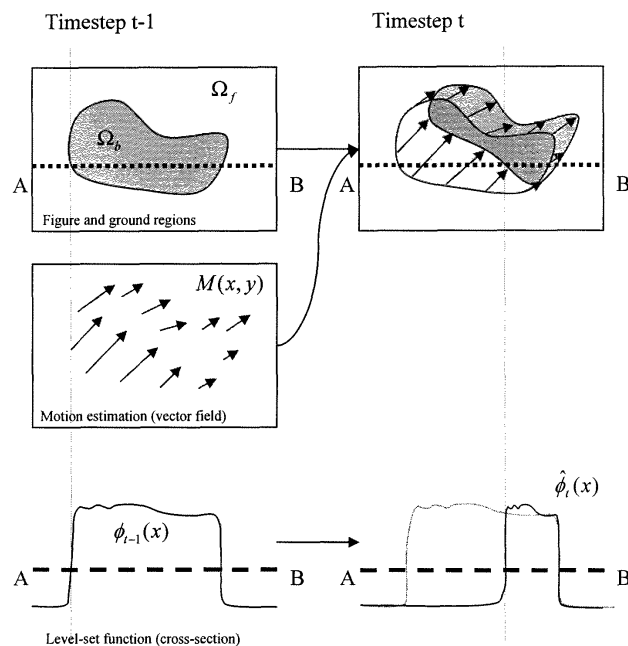 Timestep t-1
Timestep t
Ω_f
Ω_b
A
B
A
B
Figure and ground regions
M(x, y)
Motion estimation (vector field)
ϕ_{t-1}(x)
\hat{ϕ}_t(x)
A
B
A
B
Level-set function (cross-section)